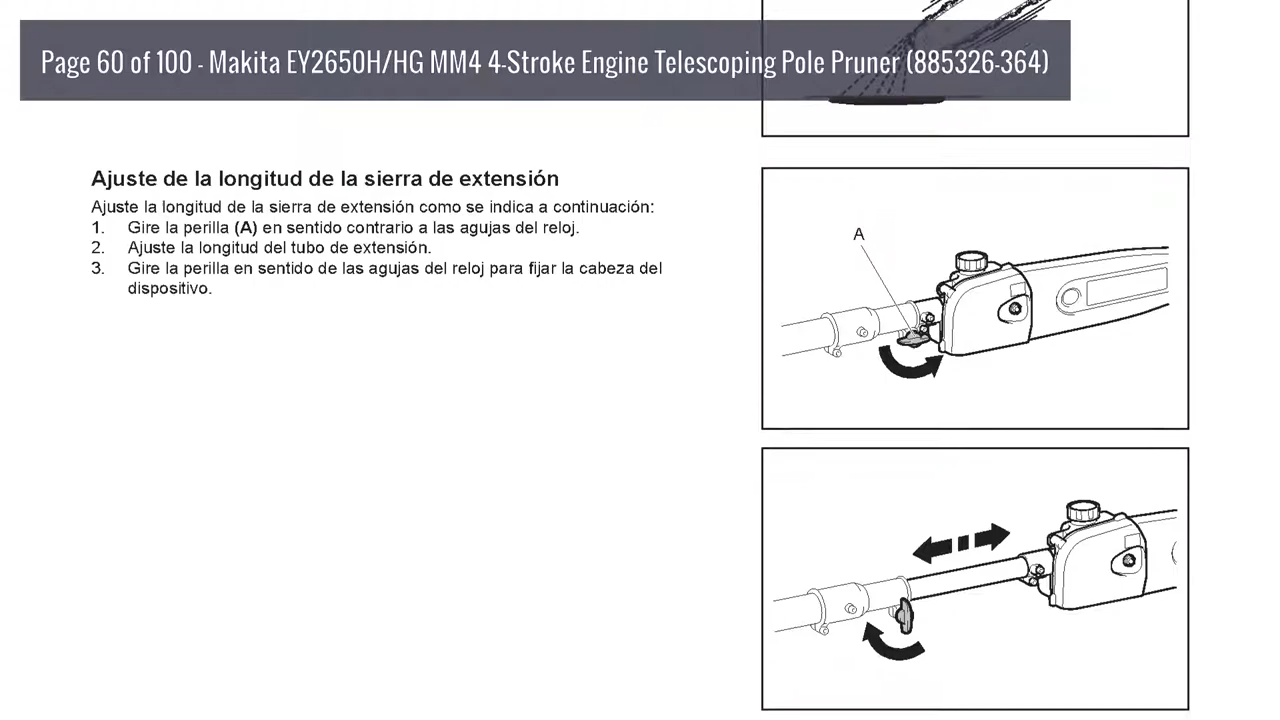 Page 60 of 100 - Makita EY2650H/HG MM4 4-Stroke Engine Telescoping Pole Pruner (885326-364)
Ajuste de la longitud de la sierra de extensión
Ajuste la longitud de la sierra de extensión como se indica a continuación:
1. Gire la perilla (A) en sentido contrario a las agujas del reloj.
2. Ajuste la longitud del tubo de extensión.
3. Gire la perilla en sentido de las agujas del reloj para fijar la cabeza del
dispositivo.
A